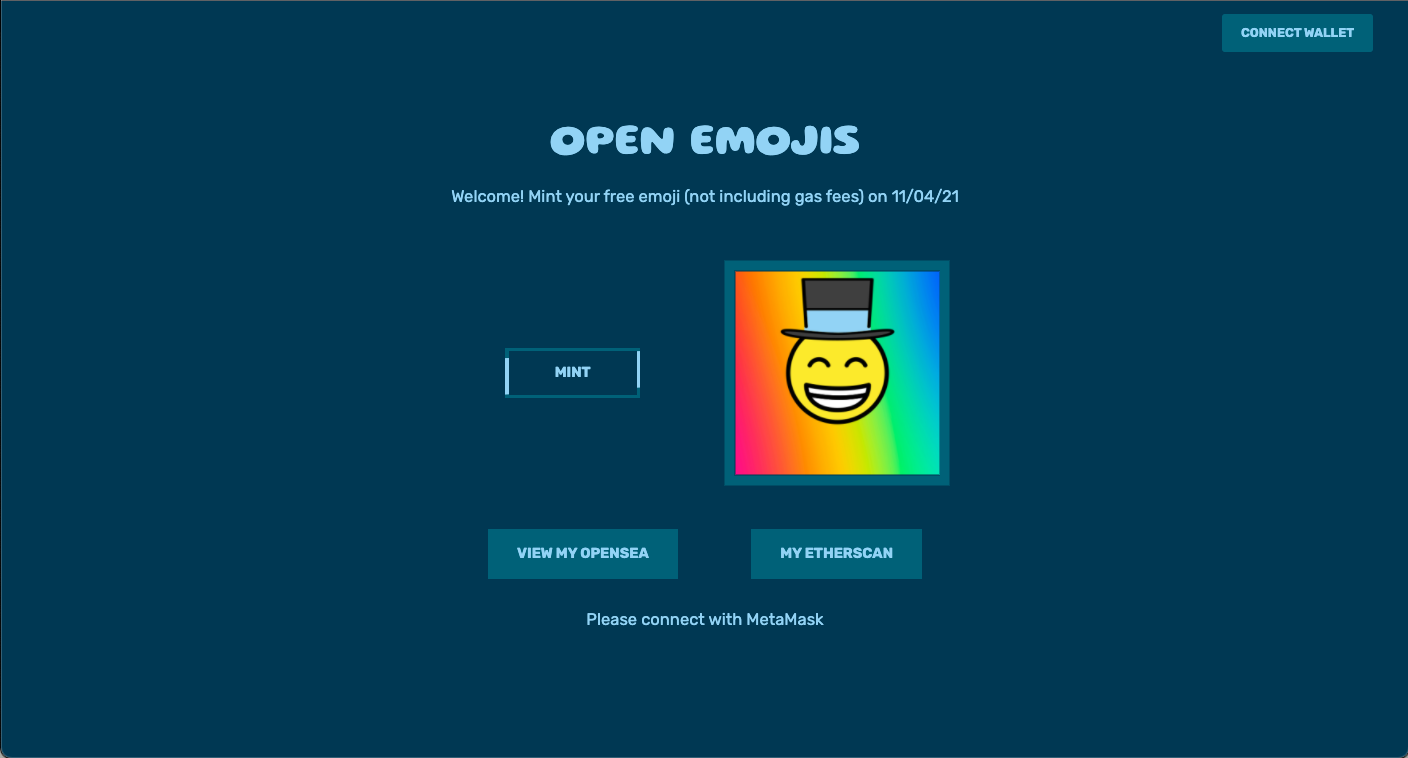 CONNECT WALLET
OPEN EMOJIS
Welcome! Mint your free emoji (not including gas fees) on 11/04/21
MINT
VIEW MY OPENSEA
MY ETHERSCAN
Please connect with MetaMask